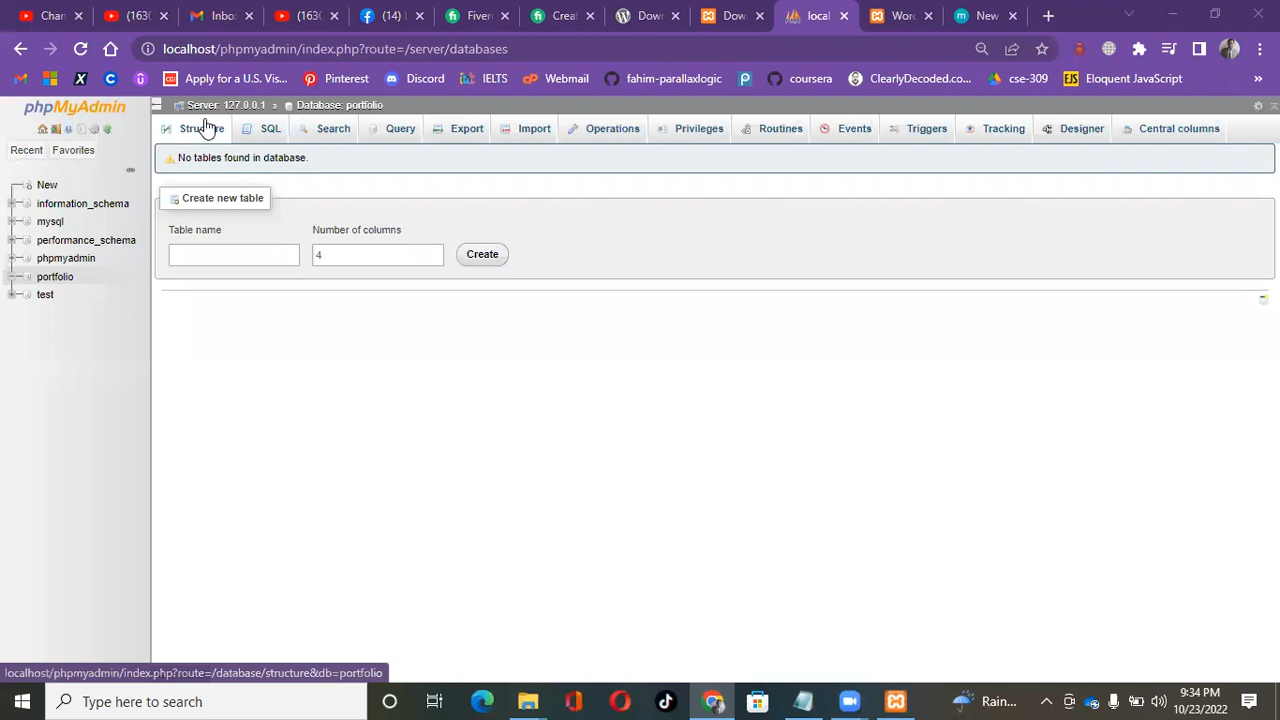 Chan
(163(
Inbo:
(163(
(14) l
Fiverr
Creat
Dow
Dow
local
Word
New
localhost/phpmyadmin/index.php?route=/server/databases
Apply for a U.S. Vis...
Pinterest
Discord
IELTS
Webmail
fahim-parallaxlogic
coursera
ClearlyDecoded.co...
cse-309
EJS
Eloquent JavaScript
»
phpMyAdmin
Server: 127.0.0.1 » Database: portfolio
Structure
SQL
Search
Query
Export
Import
Operations
Privileges
Routines
Events
Triggers
Tracking
Designer
Central columns
Recent
Favorites
No tables found in database.
New
information_schema
mysql
performance_schema
phpmyadmin
portfolio
test
Create new table
Table name
Number of columns
4
Create
localhost/phpmyadmin/index.php?route=/database/structure&db=portfolio
Type here to search
Rain...
9:34 PM
10/23/2022